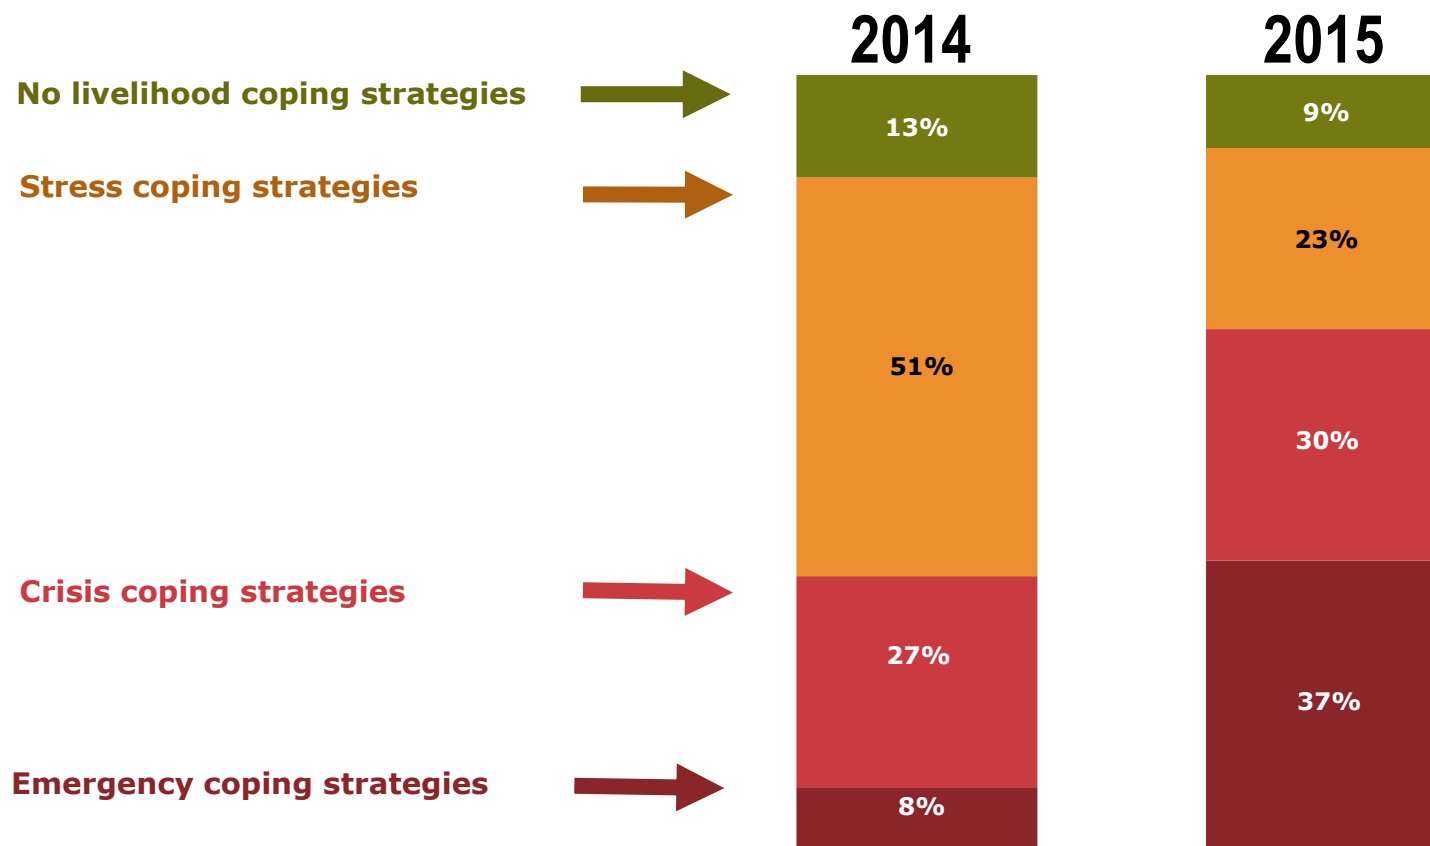 2014 2015
No livelihood coping strategies
13% 9%
Stress coping strategies
23%
51%
30%
Crisis coping strategies
27%
37%
Emergency coping strategies
8%